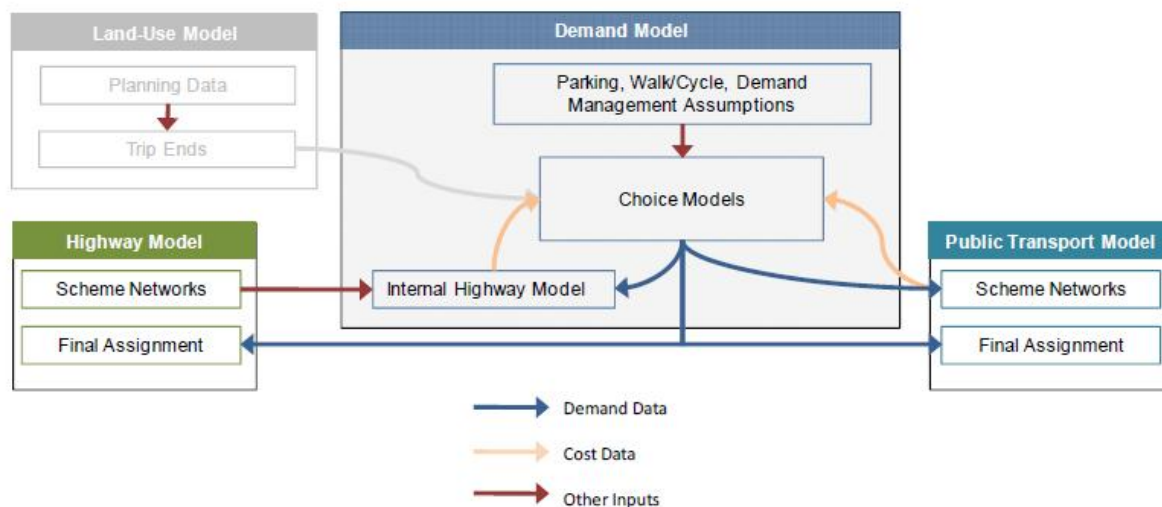 Land-Use Model
Demand Model
Planning Data
Parking, Walk/Cycle, Demand
Management Assumptions
Trip Ends
Choice Models
Highway Model
Public Transport Model
Scheme Networks
Internal Highway Model
Scheme Networks
Final Assignment
Final Assignment
Demand Data
Cost Data
Other Inputs